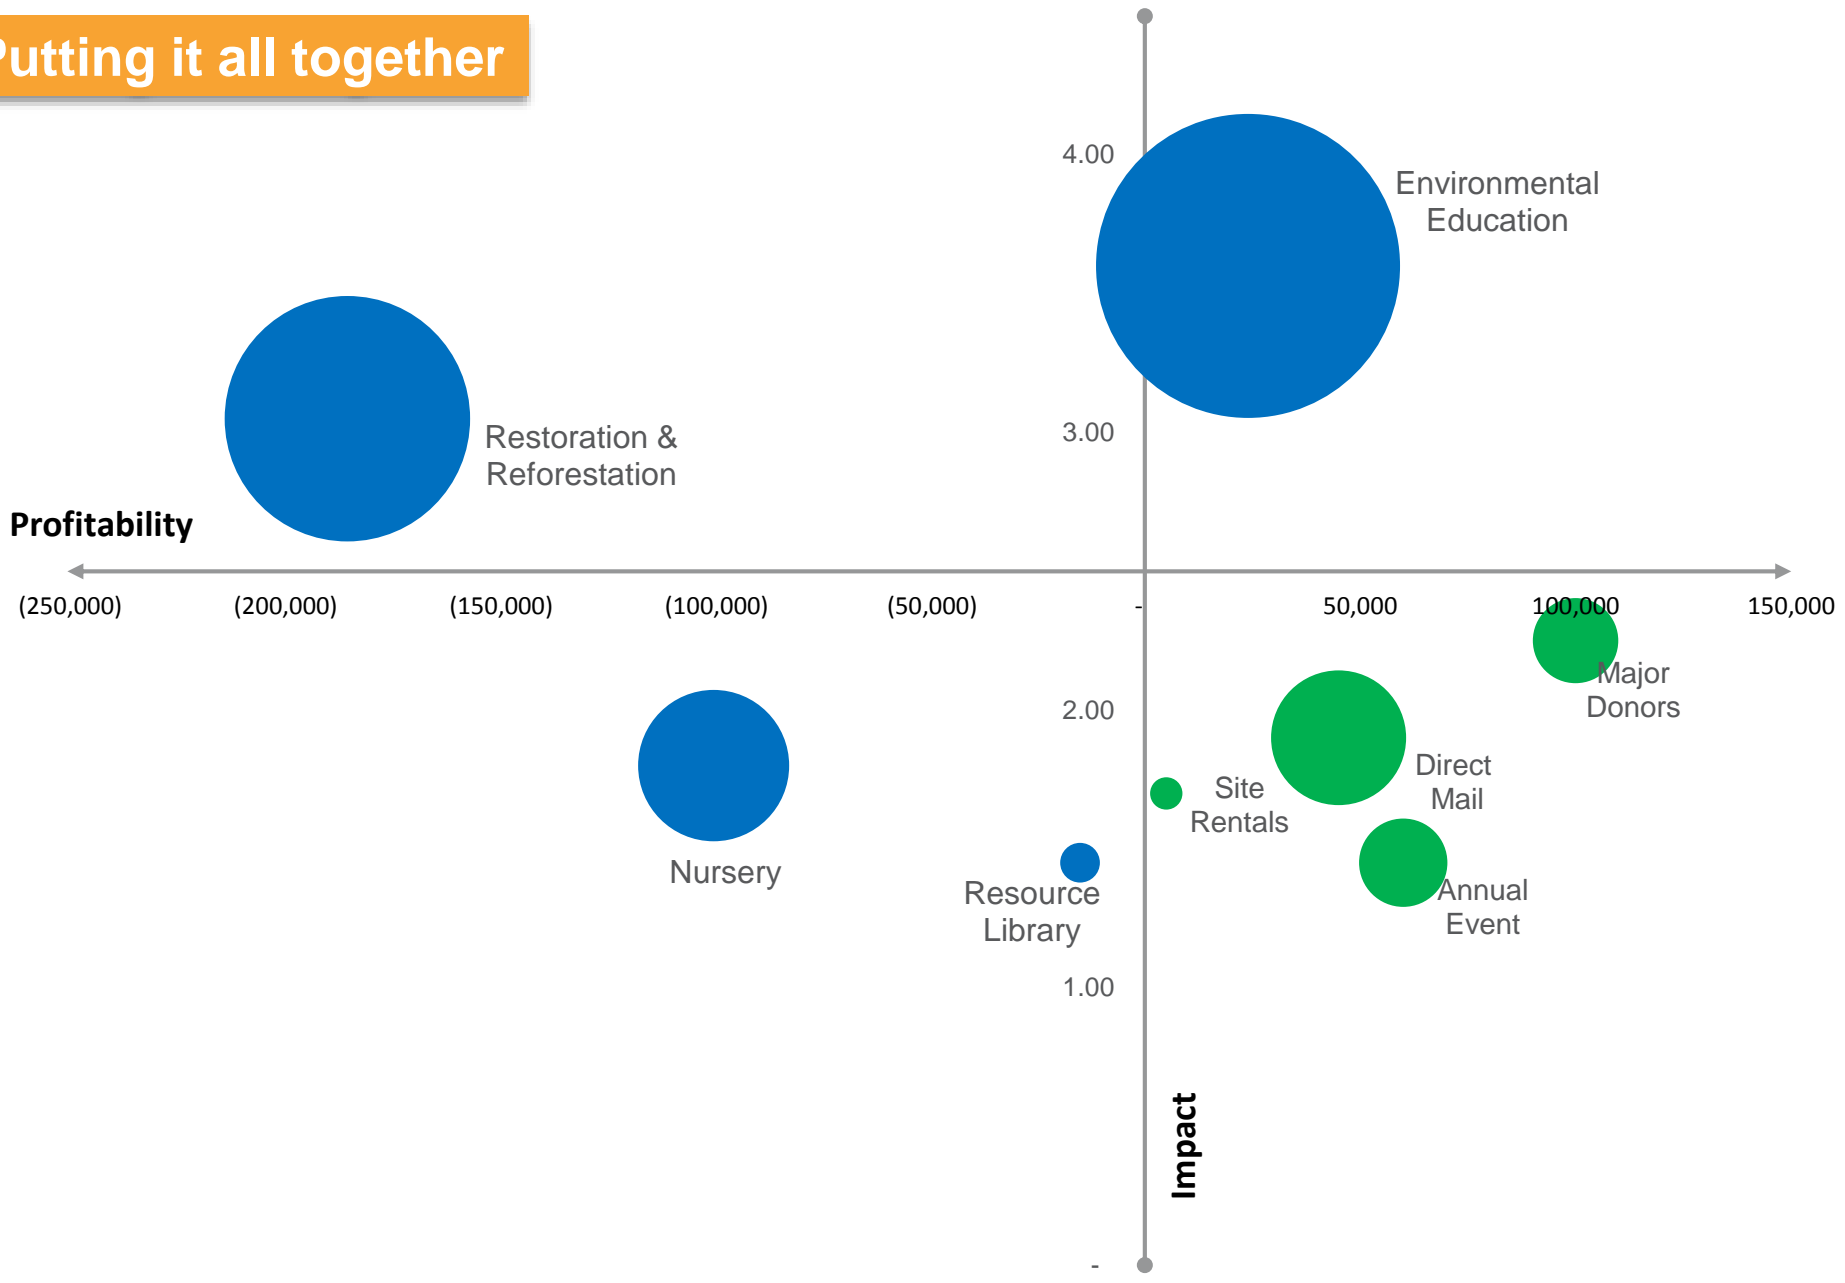 Putting it all together
4.00
Environmental
Education
3.00
Restoration &
Reforestation
Profitability
(250,000) (200,000) (150,000) (100,000) (50,000) - 50,000 100,000 150,000
Major
Donors
2.00
Direct
Mail
Site
Rentals
Nursery
Resource
Library
Annual
Event
1.00
Impact
-